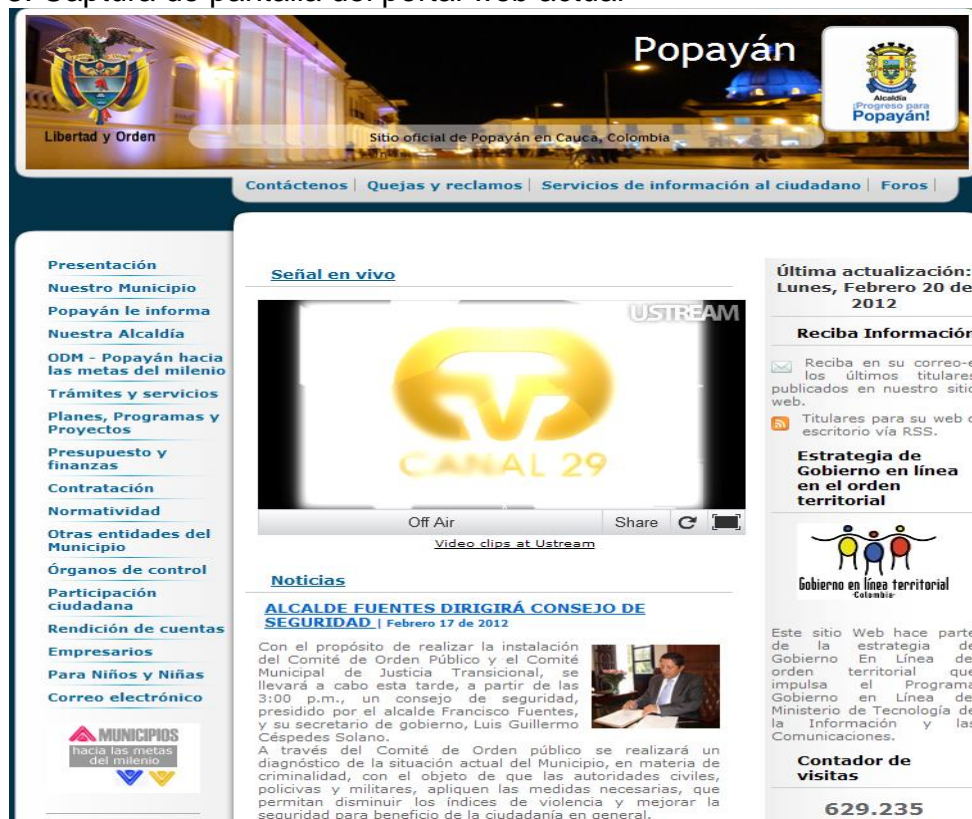 Popayán
Libertad y Orden
Sitio oficial de Popayán en Cauca, Colombia
Alcaldía
¡Progreso para
Popayán!
Contáctenos | Quejas y reclamos | Servicios de información al ciudadano | Foros |
Presentación
Nuestro Municipio
Popayán le informa
Nuestra Alcaldía
ODM - Popayán hacia
las metas del milenio
Trámites y servicios
Planes, Programas y
Proyectos
Presupuesto y
finanzas
Contratación
Normatividad
Otras entidades del
Municipio
Órganos de control
Participación
ciudadana
Rendición de cuentas
Empresarios
Para Niños y Niñas
Correo electrónico
MUNICIPIOS
hacia las metas
del milenio
Señal en vivo
USTREAM
CANAL 29
Off Air
Share
Video clips at Ustream
Noticias
ALCALDE FUENTES DIRIGIRÁ CONSEJO DE
SEGURIDAD | Febrero 17 de 2012
Con el propósito de realizar la instalación
del Comité de Orden Público y el Comité
Municipal de Justicia Transicional, se
llevará a cabo esta tarde, a partir de las
3:00 p.m., un consejo de seguridad,
presidido por el alcalde Francisco Fuentes,
y su secretario de gobierno, Luis Guillermo
Céspedes Solano.
A través del Comité de Orden público se realizará un
diagnóstico de la situación actual del Municipio, en materia de
criminalidad, con el objeto de que las autoridades civiles,
policivas y militares, apliquen las medidas necesarias, que
permitan disminuir los índices de violencia y mejorar la
seguridad para beneficio de la ciudadanía en general.
Última actualización:
Lunes, Febrero 20 de
2012
Reciba Información
Reciba en su correo-e
los últimos titulares
publicados en nuestro sitio
web.
Titulares para su web o
escritorio vía RSS.
Estrategia de
Gobierno en línea
en el orden
territorial
Gobierno en línea territorial
Colombia
Este sitio Web hace parte
de la estrategia de
Gobierno En Línea del
orden territorial que
impulsa el Programa
Gobierno en Línea del
Ministerio de Tecnología de
la Información y las
Comunicaciones.
Contador de
visitas
629.235